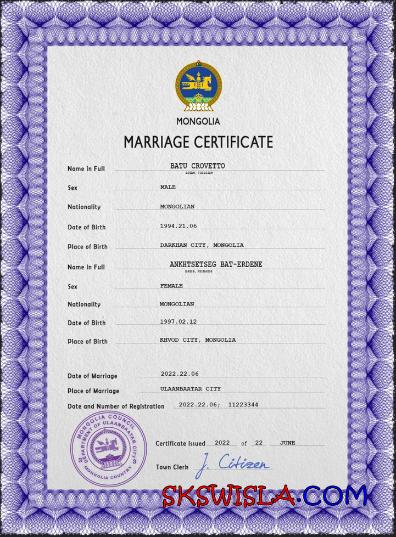 MONGOLIA
MARRIAGE CERTIFICATE
Name in Full BATU CROVETTO
Sex MALE
Nationality MONGOLIAN
Date of Birth 1994.21.06
Place of Birth DARKHAN CITY, MONGOLIA
Name in Full ANKHTSETSEG BAT-ERDENE
Sex FEMALE
Nationality MONGOLIAN
Date of Birth 1997.02.12
Place of Birth KHVOD CITY, MONGOLIA
Date of Marriage 2022.22.06
Place of Marriage ULAANBAATAR CITY
Date and Number of Registration 2022.22.06; 11223344
MONGOLIA COUNCIL
DEPARTMENT OF ULAANBAATAR CITY
MONGOLIA COUNTRY
Certificate issued 2022 of 22 JUNE
Town Clerk J. Citizen
SKSWISLA.COM